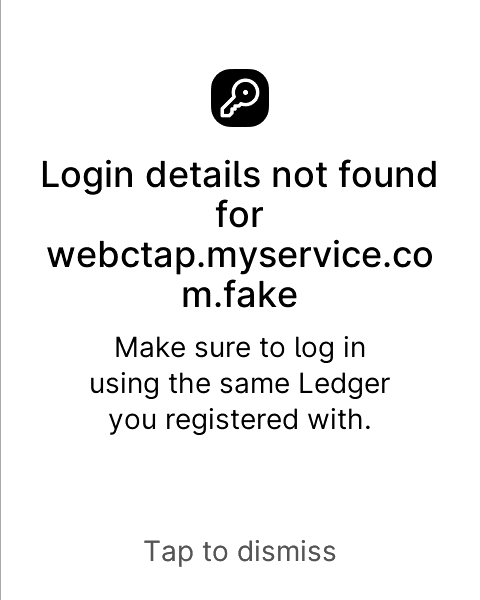 Login details not found
for
webctap.myservice.co
m.fake
Make sure to log in
using the same Ledger
you registered with.
Tap to dismiss